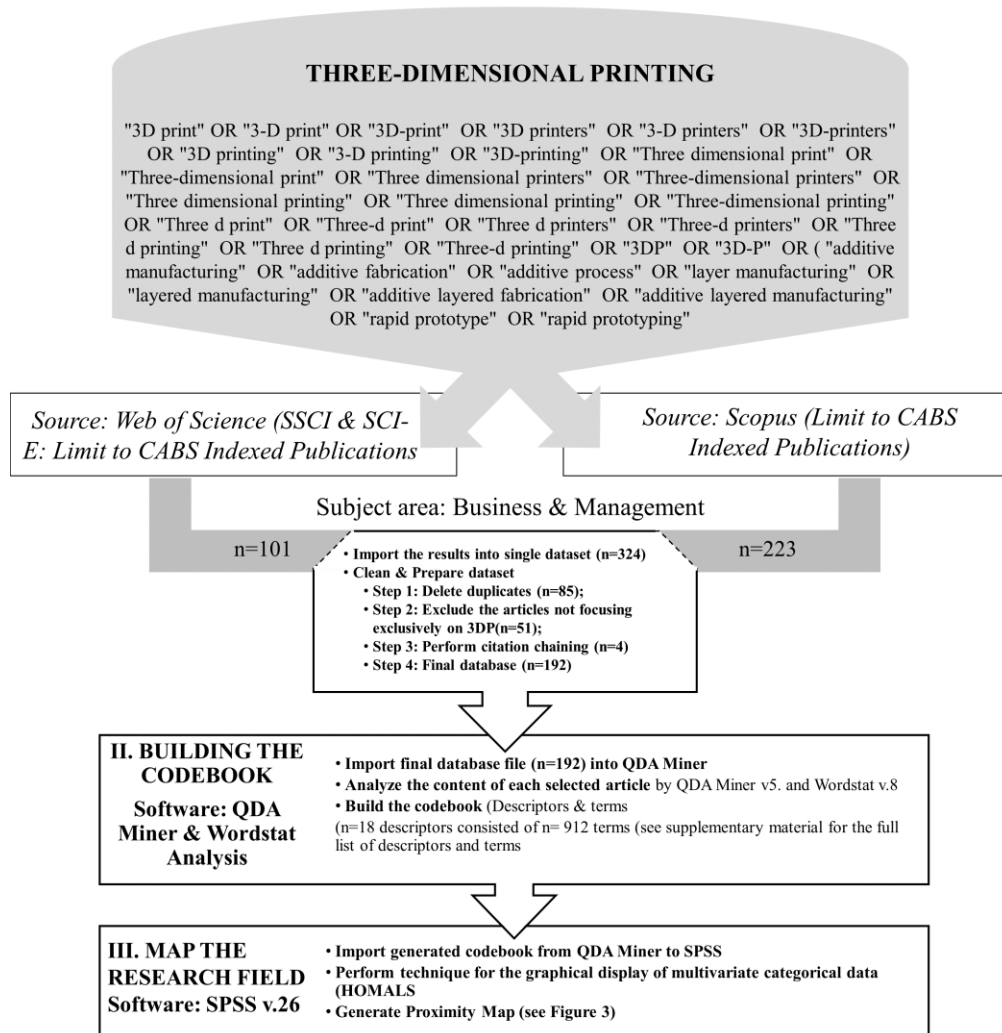 THREE-DIMENSIONAL PRINTING
"3D print" OR "3-D print" OR "3D-print" OR "3D printers" OR "3-D printers" OR "3D-printers"
OR "3D printing" OR "3-D printing" OR "3D-printing" OR "Three dimensional print" OR
"Three-dimensional print" OR "Three dimensional printers" OR "Three-dimensional printers" OR
"Three dimensional printing" OR "Three dimensional printing" OR "Three-dimensional printing"
OR "Three d print" OR "Three-d print" OR "Three d printers" OR "Three-d printers" OR "Three
d printing" OR "Three d printing" OR "Three-d printing" OR "3DP" OR "3D-P" OR ( "additive
manufacturing" OR "additive fabrication" OR "additive process" OR "layer manufacturing" OR
"layered manufacturing" OR "additive layered fabrication" OR "additive layered manufacturing"
OR "rapid prototype" OR "rapid prototyping"
Source: Web of Science (SSCI & SCI-
E: Limit to CABS Indexed Publications
Source: Scopus (Limit to CABS
Indexed Publications)
Subject area: Business & Management
n=101
n=223
• Import the results into single dataset (n=324)
• Clean & Prepare dataset
• Step 1: Delete duplicates (n=85);
• Step 2: Exclude the articles not focusing
exclusively on 3DP(n=51);
• Step 3: Perform citation chaining (n=4)
• Step 4: Final database (n=192)
II. BUILDING THE
CODEBOOK
Software: QDA
Miner & Wordstat
Analysis
• Import final database file (n=192) into QDA Miner
• Analyze the content of each selected article by QDA Miner v5. and Wordstat v.8
• Build the codebook (Descriptors & terms
(n=18 descriptors consisted of n= 912 terms (see supplementary material for the full
list of descriptors and terms
III. MAP THE
RESEARCH FIELD
Software: SPSS v.26
• Import generated codebook from QDA Miner to SPSS
• Perform technique for the graphical display of multivariate categorical data
(HOMALS
• Generate Proximity Map (see Figure 3)